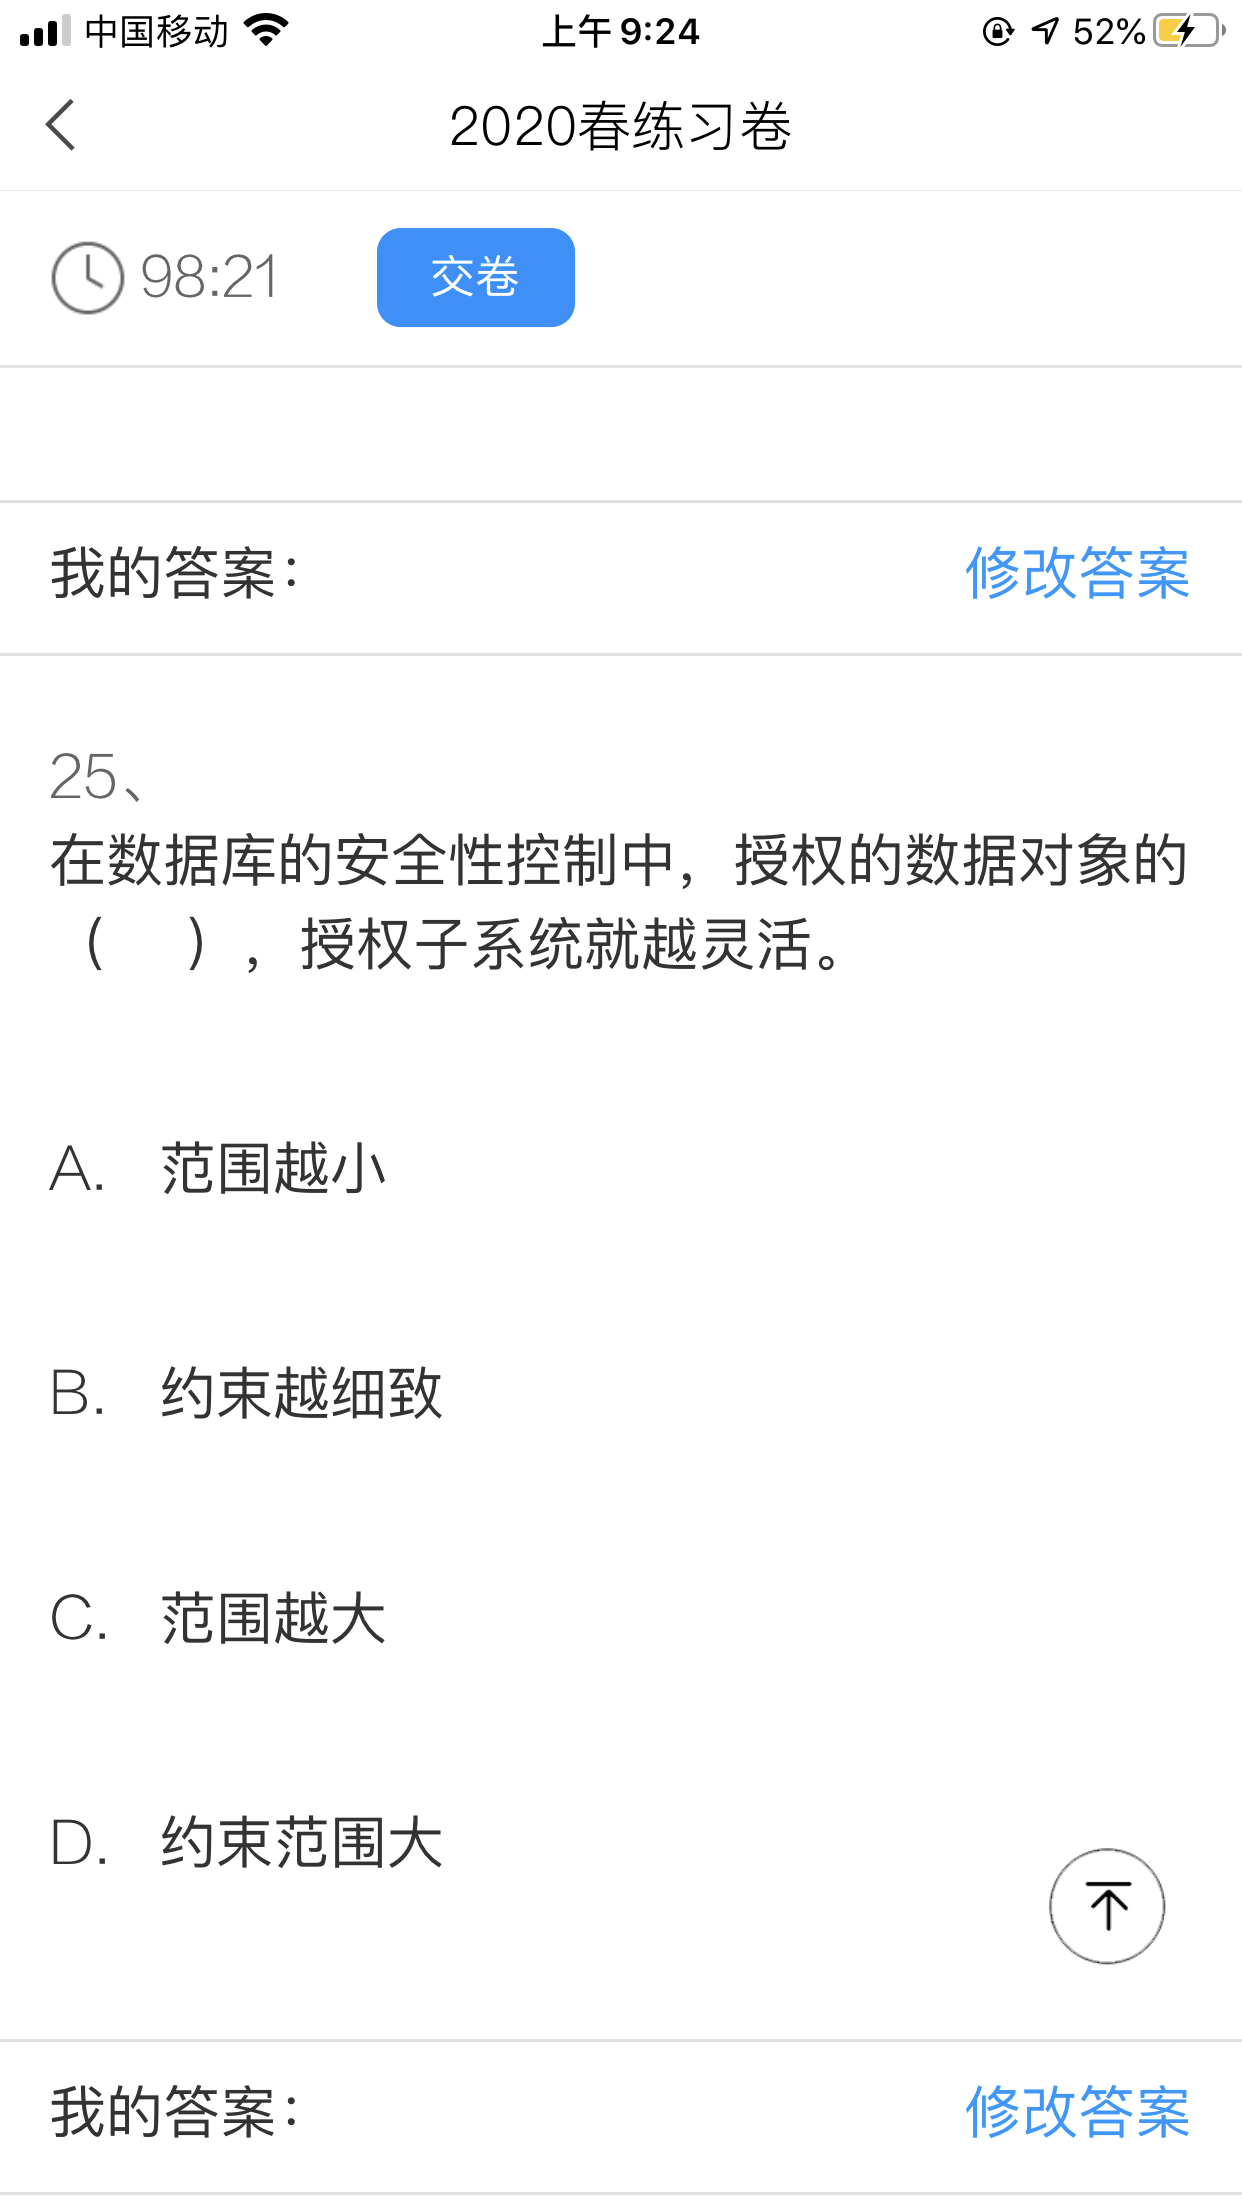 中国移动 上午 9:24 52%
2020春练习卷
98:21 交卷
我的答案: 修改答案
25、
在数据库的安全性控制中，授权的数据对象的
（ ），授权子系统就越灵活。
A. 范围越小
B. 约束越细致
C. 范围越大
D. 约束范围大
我的答案: 修改答案